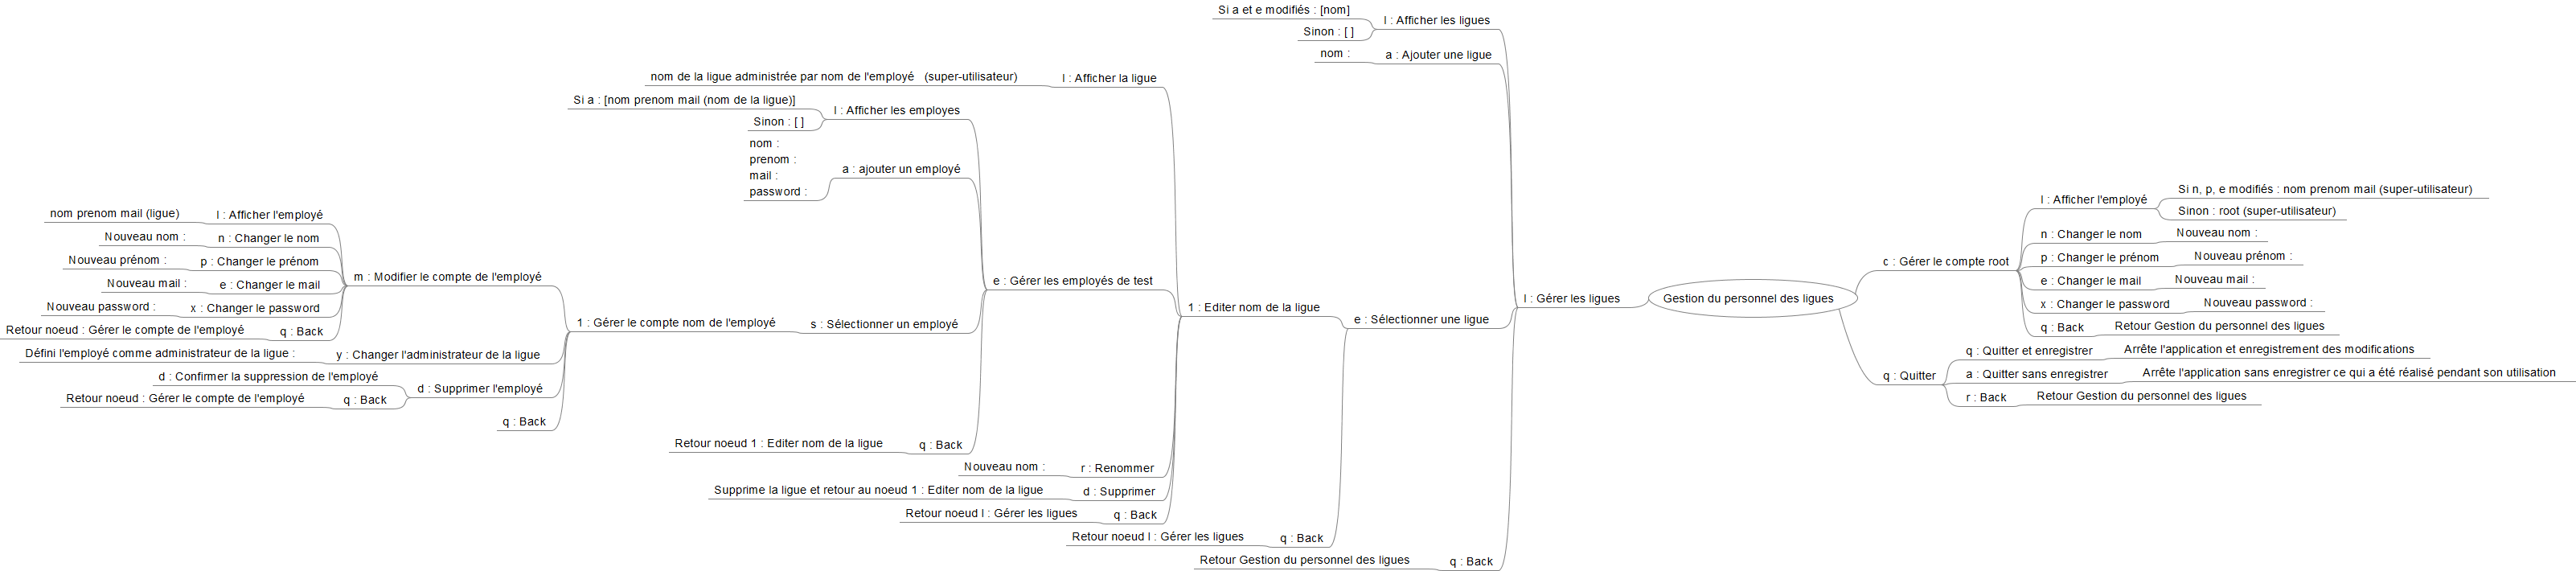 Gestion du personnel des ligues
c : Gérer le compte root
l : Afficher l'employé
Si n, p, e modifiés : nom prenom mail (super-utilisateur)
Sinon : root (super-utilisateur)
n : Changer le nom
Nouveau nom :
p : Changer le prénom
Nouveau prénom :
e : Changer le mail
Nouveau mail :
x : Changer le password
Nouveau password :
q : Back
Retour Gestion du personnel des ligues
q : Quitter
q : Quitter et enregistrer
Arrête l'application et enregistrement des modifications
a : Quitter sans enregistrer
Arrête l'application sans enregistrer ce qui a été réalisé pendant son utilisation
r : Back
Retour Gestion du personnel des ligues
l : Gérer les ligues
l : Afficher les ligues
Si a et e modifiés : [nom]
Sinon : [ ]
a : Ajouter une ligue
nom :
e : Sélectionner une ligue
1 : Editer nom de la ligue
l : Afficher la ligue
nom de la ligue administrée par nom de l'employé (super-utilisateur)
e : Gérer les employés de test
l : Afficher les employes
Si a : [nom prenom mail (nom de la ligue)]
Sinon : [ ]
a : ajouter un employé
nom :
prenom :
mail :
password :
s : Sélectionner un employé
1 : Gérer le compte nom de l'employé
m : Modifier le compte de l'employé
l : Afficher l'employé
nom prenom mail (ligue)
n : Changer le nom
Nouveau nom :
p : Changer le prénom
Nouveau prénom :
e : Changer le mail
Nouveau mail :
x : Changer le password
Nouveau password :
q : Back
Retour noeud : Gérer le compte de l'employé
y : Changer l'administrateur de la ligue
Défini l'employé comme administrateur de la ligue :
d : Supprimer l'employé
d : Confirmer la suppression de l'employé
q : Back
Retour noeud : Gérer le compte de l'employé
q : Back
q : Back
Retour noeud 1 : Editer nom de la ligue
r : Renommer
Nouveau nom :
d : Supprimer
Supprime la ligue et retour au noeud 1 : Editer nom de la ligue
q : Back
Retour noeud l : Gérer les ligues
q : Back
Retour noeud l : Gérer les ligues
q : Back
Retour Gestion du personnel des ligues